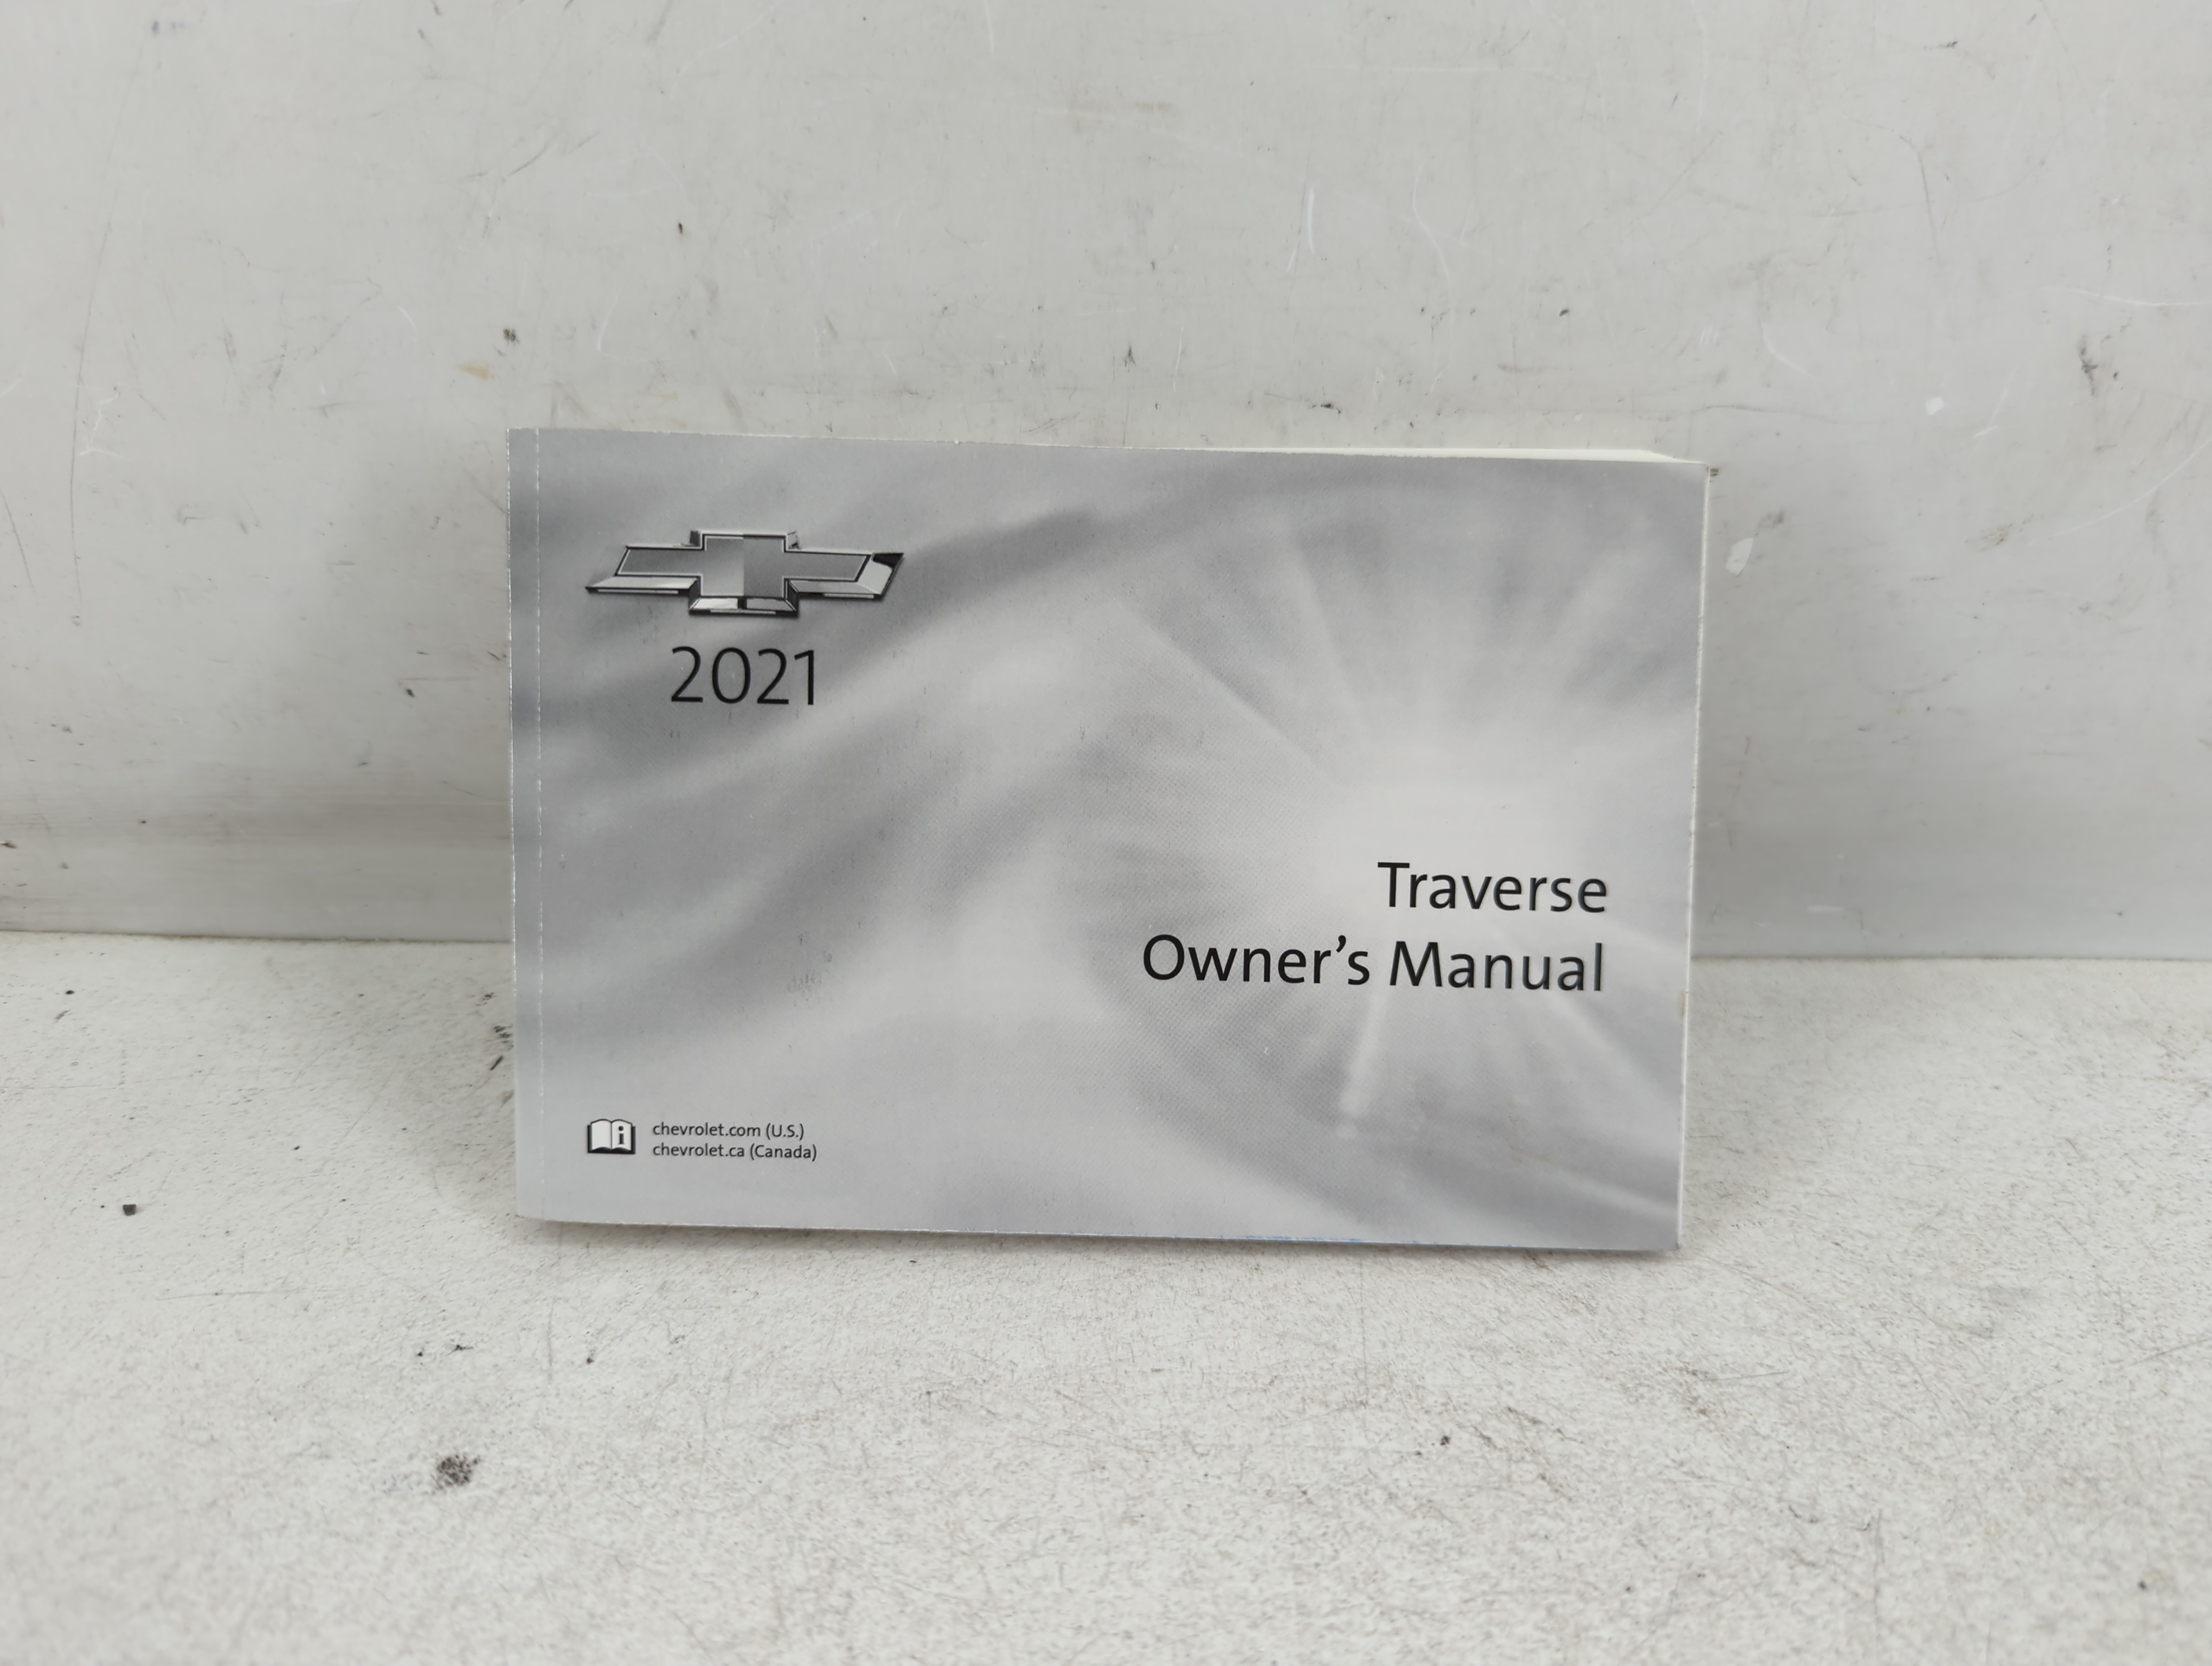 2021
Traverse
Owner’s Manual
chevrolet.com (U.S.)
chevrolet.ca (Canada)